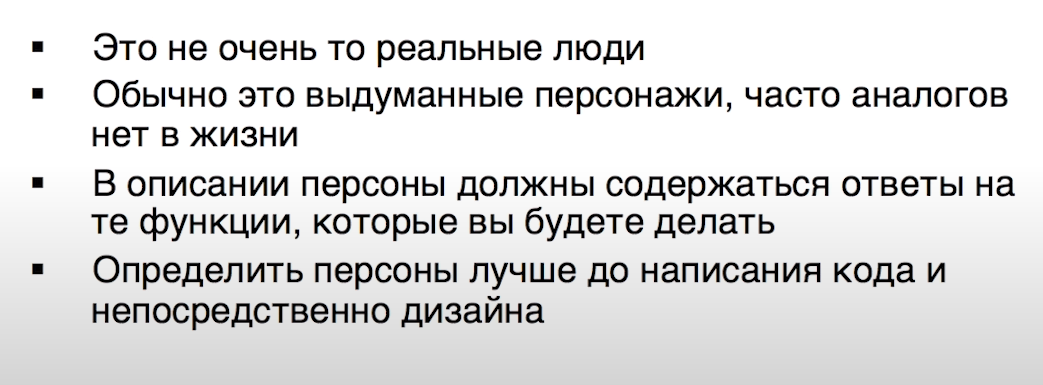 ▪ Это не очень то реальные люди
▪ Обычно это выдуманные персонажи, часто аналогов
нет в жизни
▪ В описании персоны должны содержаться ответы на
те функции, которые вы будете делать
▪ Определить персоны лучше до написания кода и
непосредственно дизайна